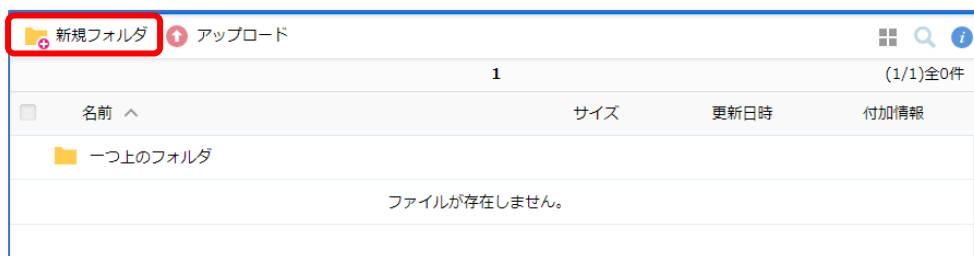 新規フォルダ アップロード
1 (1/1)全0件
名前 サイズ 更新日時 付加情報
一つ上のフォルダ
ファイルが存在しません。